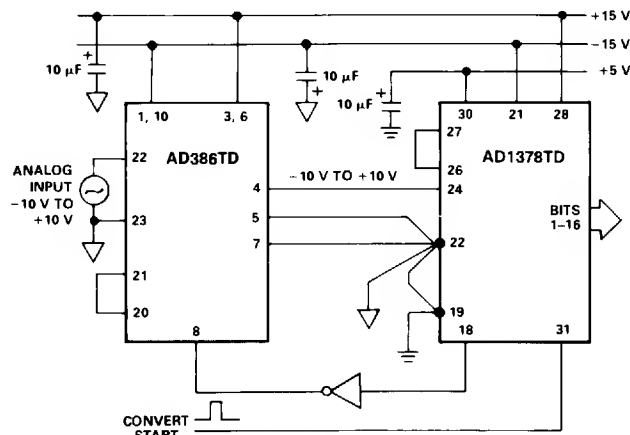 +15 V
−15 V
+5 V
10 µF
+
10 µF
+
10 µF
+
1, 10
3, 6
30
21
28
AD386TD
AD1378TD
27
26
22
ANALOG
INPUT
−10 V TO
+10 V
23
4
−10 V TO +10 V
24
5
7
22
BITS
1–16
21
20
19
8
18
31
CONVERT
START